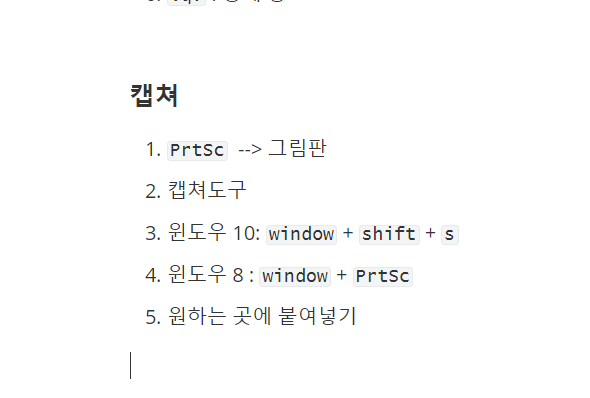 캡쳐
1. PrtSc --> 그림판
2. 캡쳐도구
3. 윈도우 10: window + shift + s
4. 윈도우 8 : window + PrtSc
5. 원하는 곳에 붙여넣기